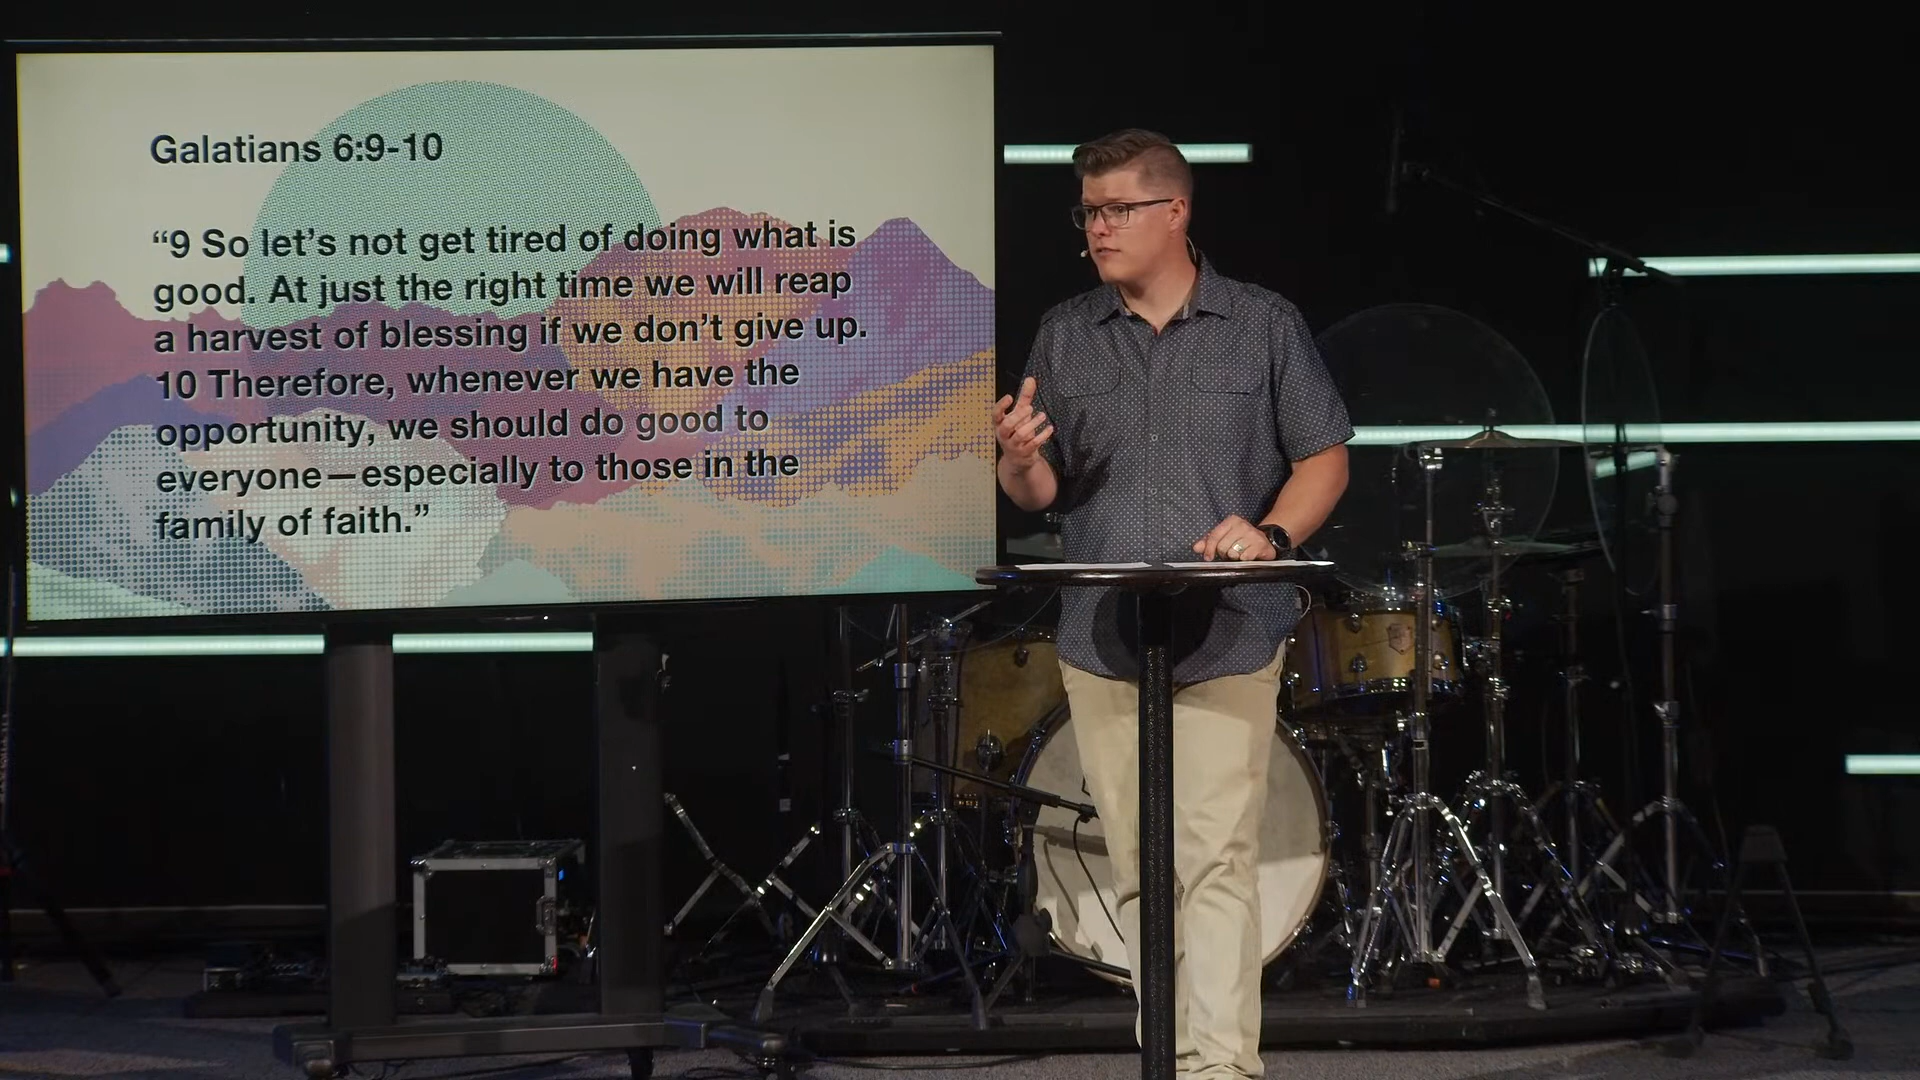 Galatians 6:9-10
“9 So let’s not get tired of doing what is
good. At just the right time we will reap
a harvest of blessing if we don’t give up.
10 Therefore, whenever we have the
opportunity, we should do good to
everyone—especially to those in the
family of faith.”